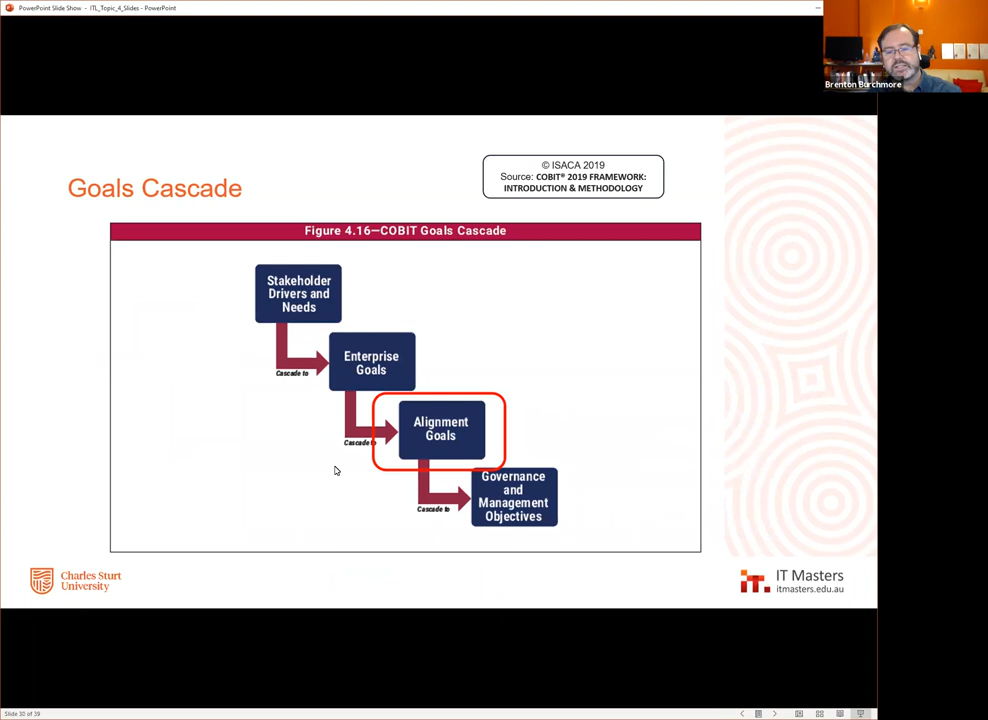 PowerPoint Slide Show - ITL_Topic_4_Slides - PowerPoint
Brenton Burchmore
Goals Cascade
© ISACA 2019
Source: COBIT® 2019 FRAMEWORK:
INTRODUCTION & METHODOLOGY
Figure 4.16—COBIT Goals Cascade
Stakeholder
Drivers and
Needs
Cascade to
Enterprise
Goals
Cascade to
Alignment
Goals
Cascade to
Governance
and
Management
Objectives
Charles Sturt
University
IT Masters
itmasters.edu.au
Slide 30 of 39